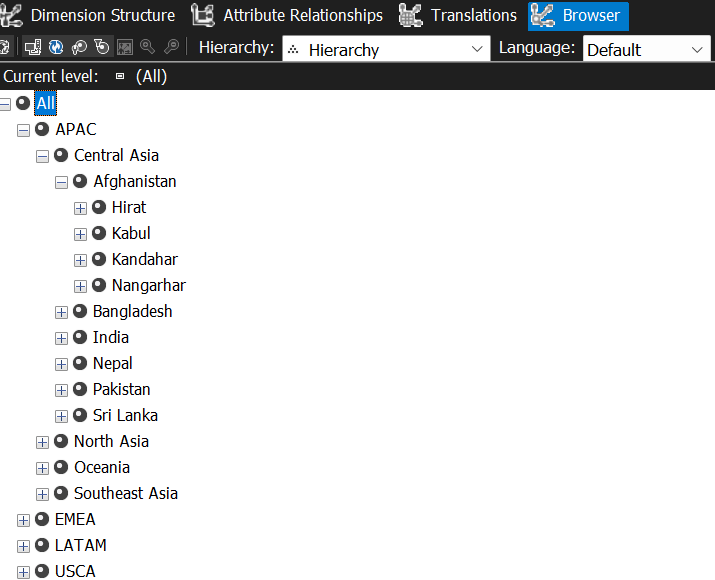 Dimension Structure Attribute Relationships Translations Browser
Hierarchy: Hierarchy Language: Default
Current level: (All)
All
APAC
Central Asia
Afghanistan
Hirat
Kabul
Kandahar
Nangarhar
Bangladesh
India
Nepal
Pakistan
Sri Lanka
North Asia
Oceania
Southeast Asia
EMEA
LATAM
USCA